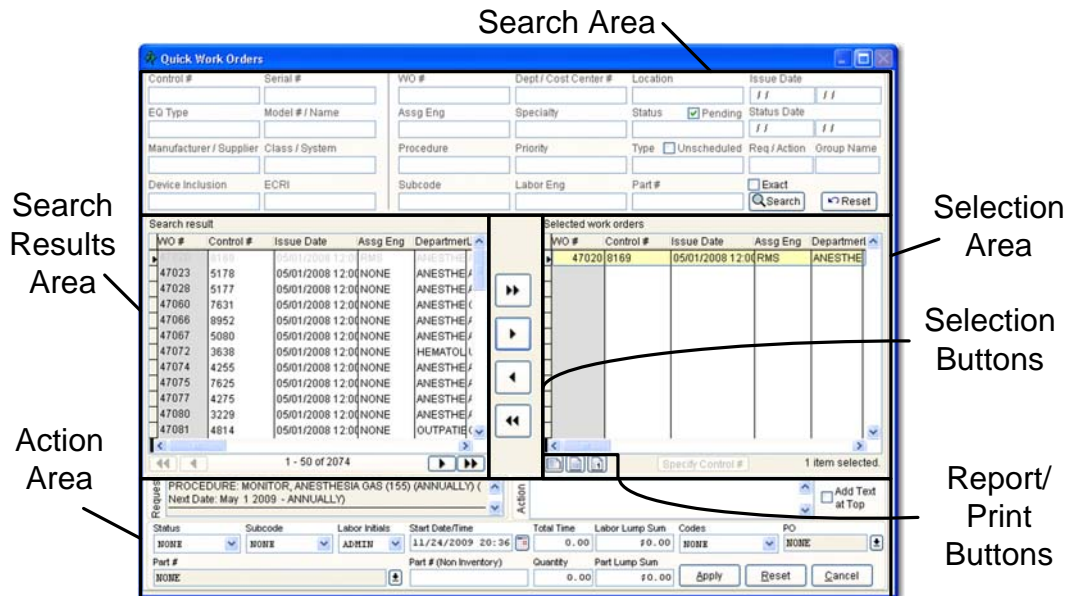 Search Area
Quick Work Orders
Control # Serial # WO # Dept / Cost Center # Location Issue Date
/ / / /
EQ Type Model # / Name Assg Eng Specialty Status Pending Status Date
/ / / /
Manufacturer / Supplier Class / System Procedure Priority Type Unscheduled Req / Action Group Name
Device Inclusion ECRI Subcode Labor Eng Part # Exact
Search Reset
Search
Results
Area
Selection
Area
Selection
Buttons
Action
Area
Report/
Print
Buttons
Search result
WO # Control # Issue Date Assg Eng Department
8169 05/01/2008 12:00 RMS ANESTHE
47023 5178 05/01/2008 12:00 NONE ANESTHE
47028 5177 05/01/2008 12:00 NONE ANESTHE
47060 7631 05/01/2008 12:00 NONE ANESTHE
47066 8952 05/01/2008 12:00 NONE ANESTHE
47067 5080 05/01/2008 12:00 NONE ANESTHE
47072 3638 05/01/2008 12:00 NONE HEMATOL
47074 4255 05/01/2008 12:00 NONE ANESTHE
47075 7625 05/01/2008 12:00 NONE ANESTHE
47077 4275 05/01/2008 12:00 NONE ANESTHE
47080 3229 05/01/2008 12:00 NONE ANESTHE
47081 4814 05/01/2008 12:00 NONE OUTPATIE
1 - 50 of 2074
Selected work orders
WO # Control # Issue Date Assg Eng Department
47020 8169 05/01/2008 12:00 RMS ANESTHE
Specify Control # 1 item selected.
Request
PROCEDURE: MONITOR, ANESTHESIA GAS (155) (ANNUALLY) (
Next Date: May 1 2009 - ANNUALLY)
Action
Add Text
at Top
Status Subcode Labor Initials Start Date/Time Total Time Labor Lump Sum Codes PO
NONE NONE ADMIN 11/24/2009 20:36 0.00 $0.00 NONE NONE
Part # Part # (Non Inventory) Quantity Part Lump Sum
NONE 0.00 $0.00 Apply Reset Cancel